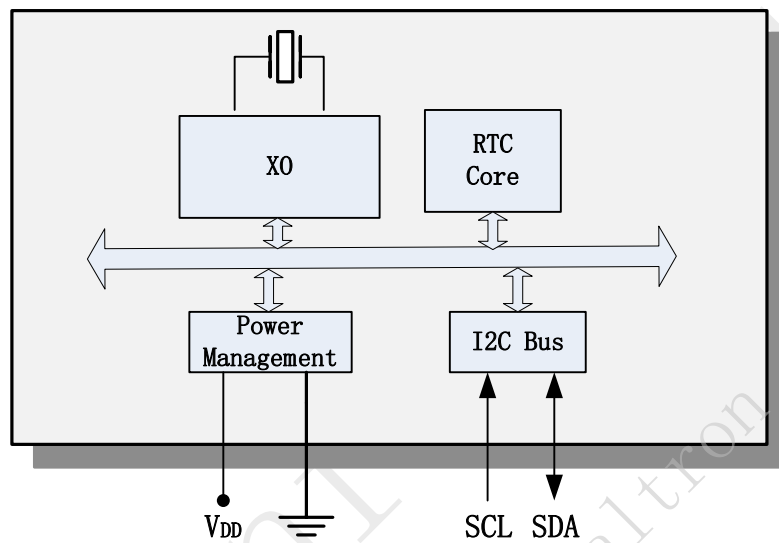 XO
RTC
Core
Power
Management
I2C Bus
VDD
SCL SDA